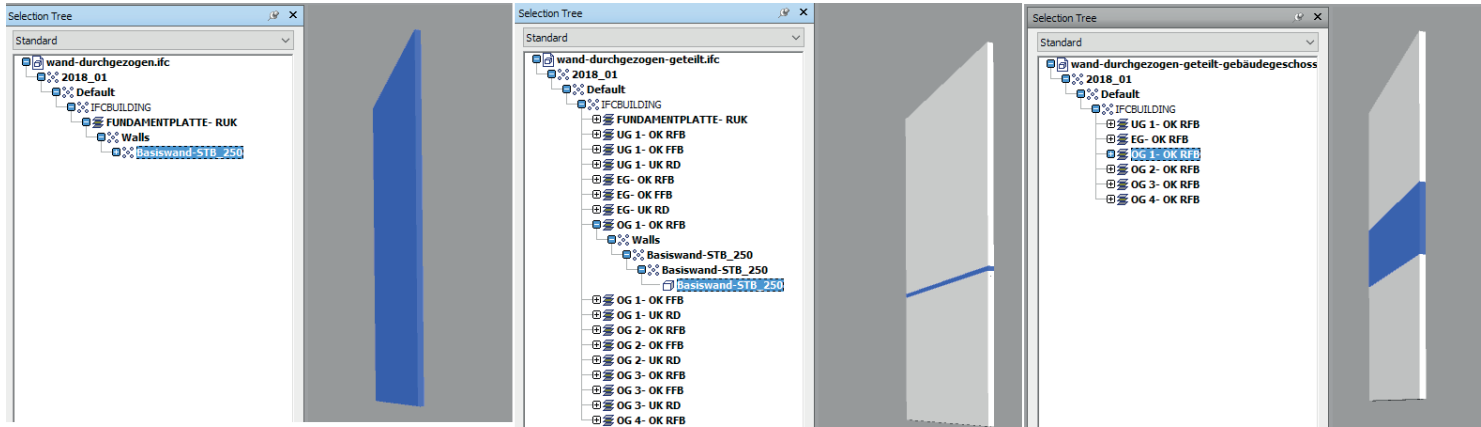 Selection Tree
Standard
wand-durchgezogen.ifc
2018_01
Default
IFCBUILDING
FUNDAMENTPLATTE- RUK
Walls
Basiswand-STB_250
Selection Tree
Standard
wand-durchgezogen-geteilt.ifc
2018_01
Default
IFCBUILDING
FUNDAMENTPLATTE- RUK
UG 1- OK RFB
UG 1- OK FFB
UG 1- UK RD
EG- OK RFB
EG- OK FFB
EG- UK RD
OG 1- OK RFB
Walls
Basiswand-STB_250
Basiswand-STB_250
Basiswand-STB_250
OG 1- OK FFB
OG 1- UK RD
OG 2- OK RFB
OG 2- OK FFB
OG 2- UK RD
OG 3- OK RFB
OG 3- OK FFB
OG 3- UK RD
OG 4- OK RFB
Selection Tree
Standard
wand-durchgezogen-geteilt-gebäudegeschoss
2018_01
Default
IFCBUILDING
UG 1- OK RFB
EG- OK RFB
OG 1- OK RFB
OG 2- OK RFB
OG 3- OK RFB
OG 4- OK RFB